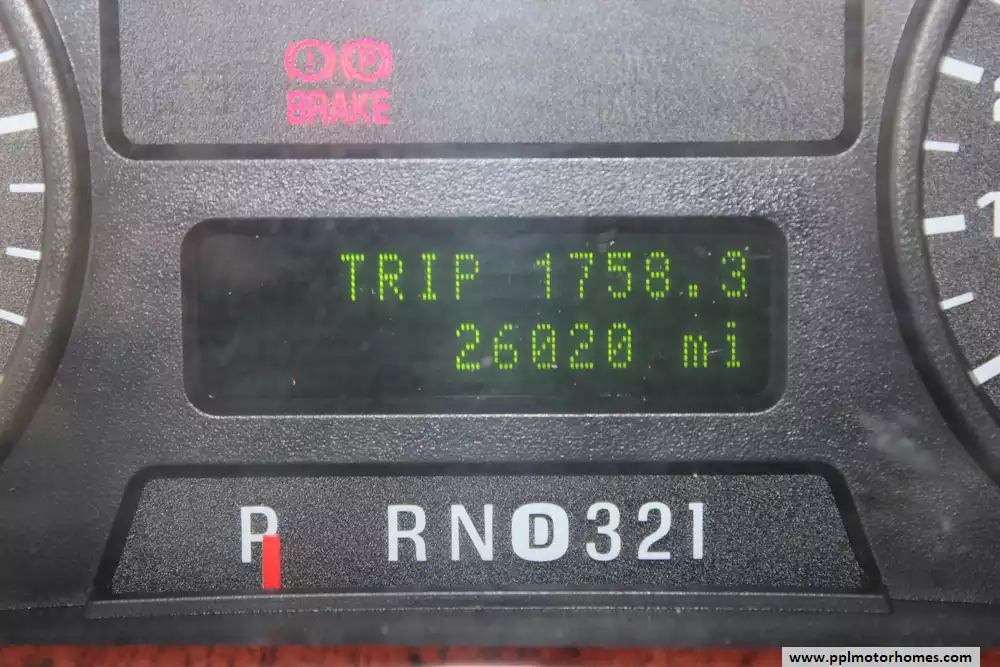 ! P
BRAKE
TRIP 1758.3
26020 mi
P RND321
www.pplmotorhomes.com